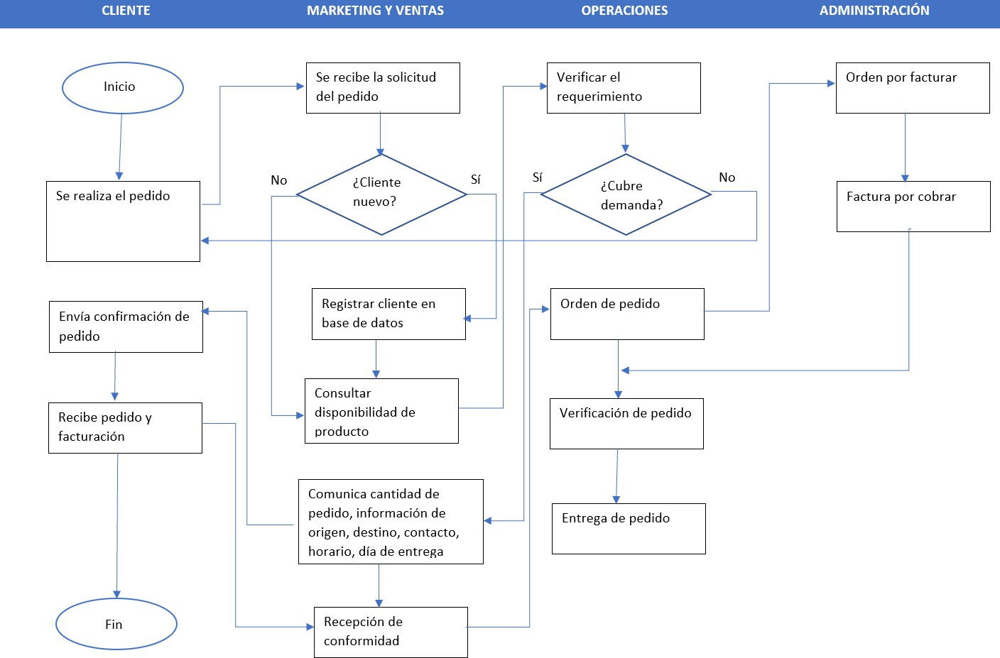 CLIENTE
MARKETING Y VENTAS
OPERACIONES
ADMINISTRACIÓN
Inicio
Se recibe la solicitud
del pedido
Verificar el
requerimiento
Orden por facturar
Se realiza el pedido
No
¿Cliente
nuevo?
Sí
Sí
¿Cubre
demanda?
No
Factura por cobrar
Envía confirmación de
pedido
Registrar cliente en
base de datos
Orden de pedido
Recibe pedido y
facturación
Consultar
disponibilidad de
producto
Verificación de pedido
Comunica cantidad de
pedido, información de
origen, destino, contacto,
horario, día de entrega
Entrega de pedido
Fin
Recepción de
conformidad